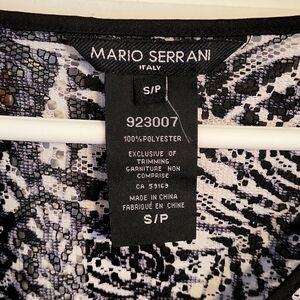 MARIO SERRANI
ITALY
S/P
923007
100% POLYESTER
EXCLUSIVE OF
TRIMMING
GARNITURE NON
COMPRISE
CA 59169
MADE IN CHINA
FABRIQUÉ EN CHINE
S/P